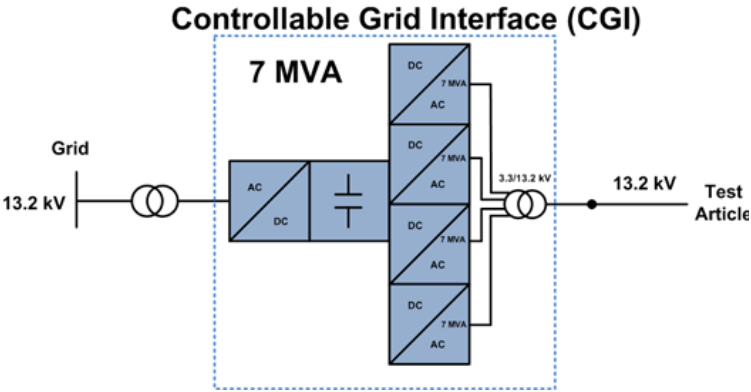 Controllable Grid Interface (CGI)
7 MVA
Grid
13.2 kV
AC
DC
DC
7 MVA
AC
DC
7 MVA
AC
DC
7 MVA
AC
DC
7 MVA
AC
3.3/13.2 kV
13.2 kV
Test
Article